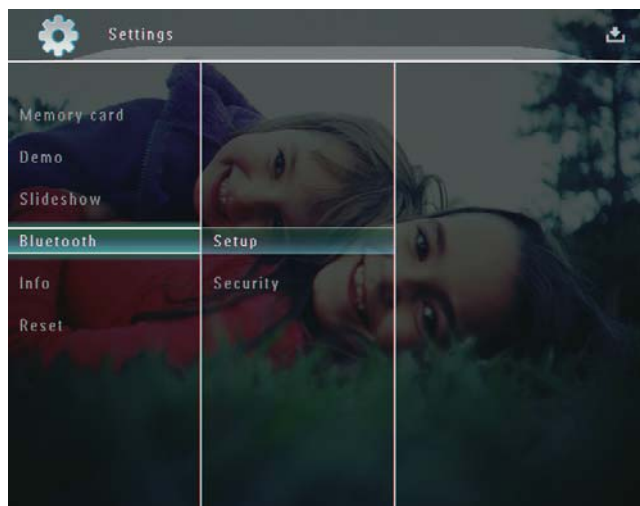 Settings
Memory card
Demo
Slideshow
Bluetooth
Info
Reset
Setup
Security